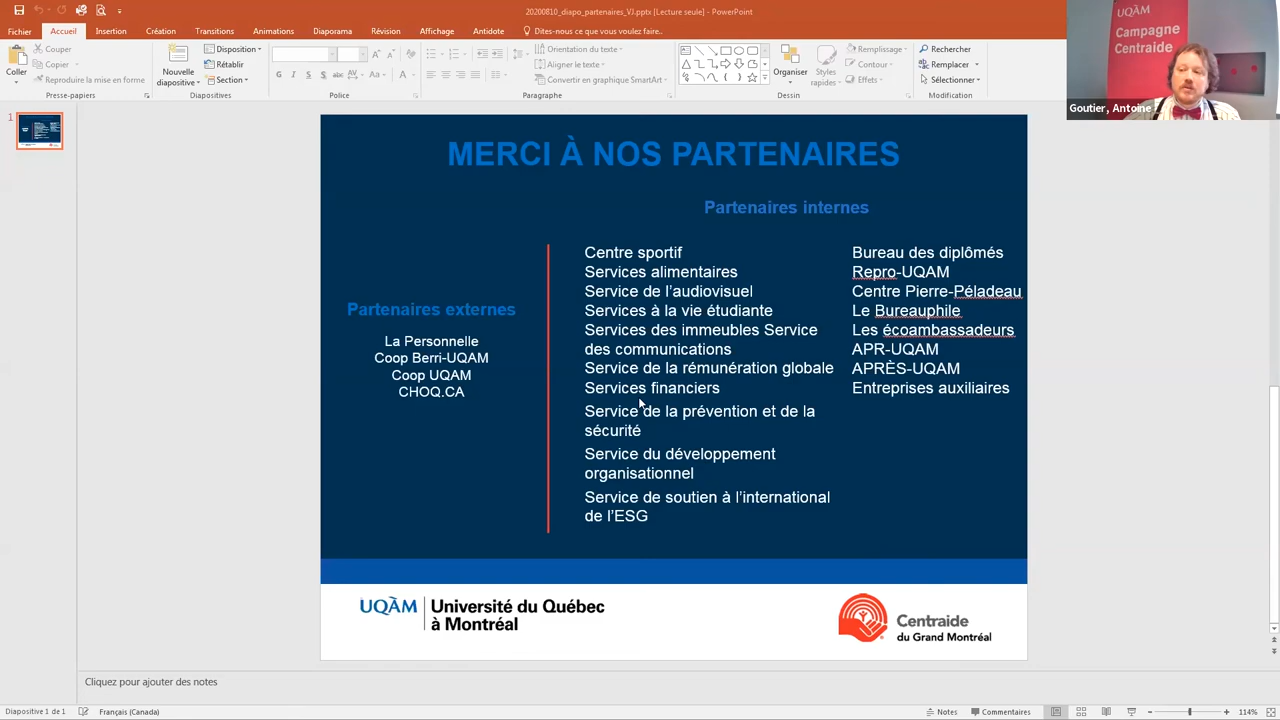 20200810_diapo_partenaires_VJ.pptx [Lecture seule] - PowerPoint
Fichier Accueil Insertion Création Transitions Animations Diaporama Révision Affichage Antidote Dites-nous ce que vous voulez faire..
Coller
Couper
Copier
Reproduire la mise en forme
Presse-papiers
Nouvelle
diapositive
Disposition
Rétablir
Section
Diapositives
G I S S abc AV Aa A
Police
Orientation du texte
Aligner le texte
Convertir en graphique SmartArt
Paragraphe
Organiser
Styles
rapides
Remplissage
Contour
Effets
Dessin
Rechercher
Remplacer
Sélectionner
Modification
UQÀM
Campagne
Centraide
Goutier, Antoine
1
MERCI À NOS PARTENAIRES
Partenaires externes
La Personnelle
Coop Berri-UQAM
Coop UQAM
CHOQ.CA
Partenaires internes
Centre sportif
Services alimentaires
Service de l'audiovisuel
Services à la vie étudiante
Services des immeubles Service
des communications
Service de la rémunération globale
Services financiers
Service de la prévention et de la
sécurité
Service du développement
organisationnel
Service de soutien à l'international
de l'ESG
Bureau des diplômés
Repro-UQAM
Centre Pierre-Péladeau
Le Bureauphile
Les écoambassadeurs
APR-UQAM
APRÈS-UQAM
Entreprises auxiliaires
UQÀM Université du Québec
à Montréal
Centraide
du Grand Montréal
Cliquez pour ajouter des notes
Diapositive 1 de 1 Français (Canada) Notes Commentaires 114%